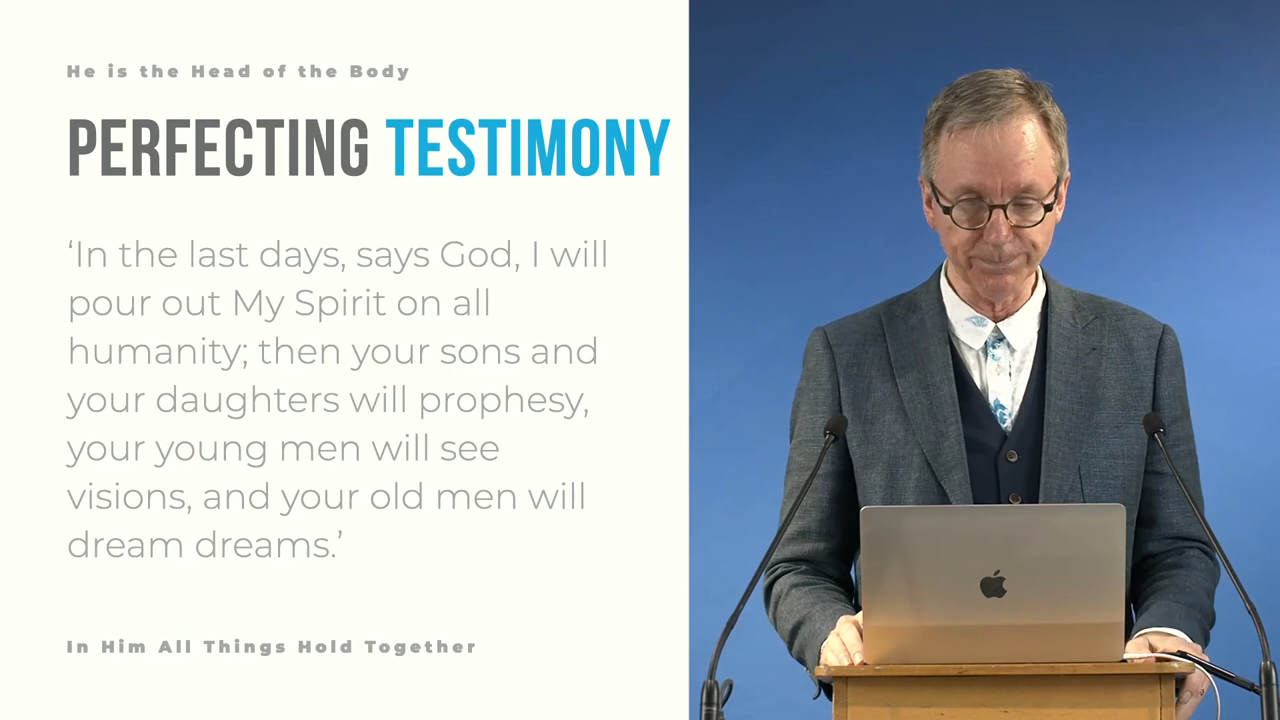 He is the Head of the Body
PERFECTING TESTIMONY
‘In the last days, says God, I will
pour out My Spirit on all
humanity; then your sons and
your daughters will prophesy,
your young men will see
visions, and your old men will
dream dreams.’
In Him All Things Hold Together